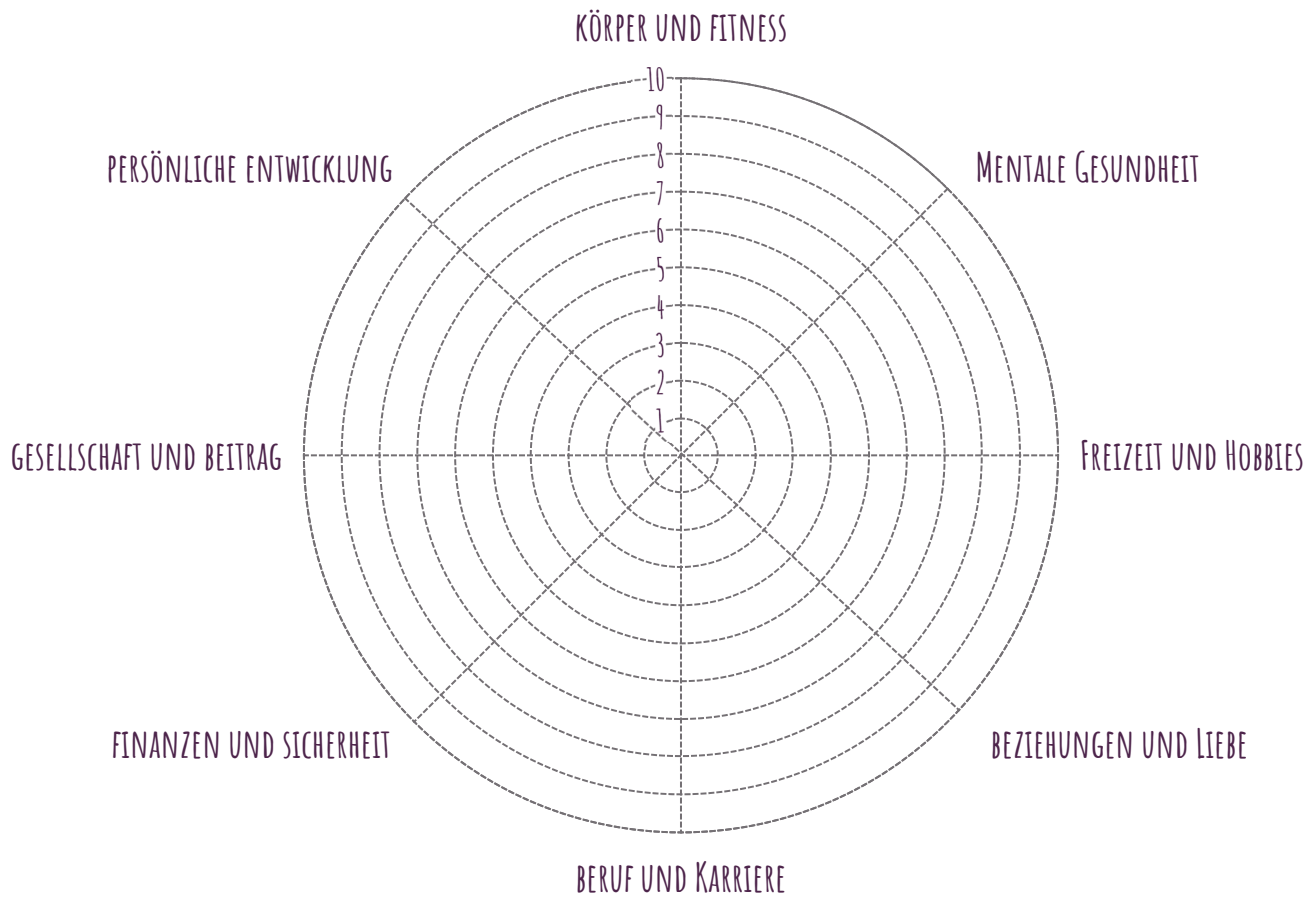 KÖRPER UND FITNESS
10
9
8
7
6
5
4
3
2
1
PERSÖNLICHE ENTWICKLUNG
MENTALE GESUNDHEIT
GESELLSCHAFT UND BEITRAG
FREIZEIT UND HOBBIES
FINANZEN UND SICHERHEIT
BEZIEHUNGEN UND LIEBE
BERUF UND KARRIERE